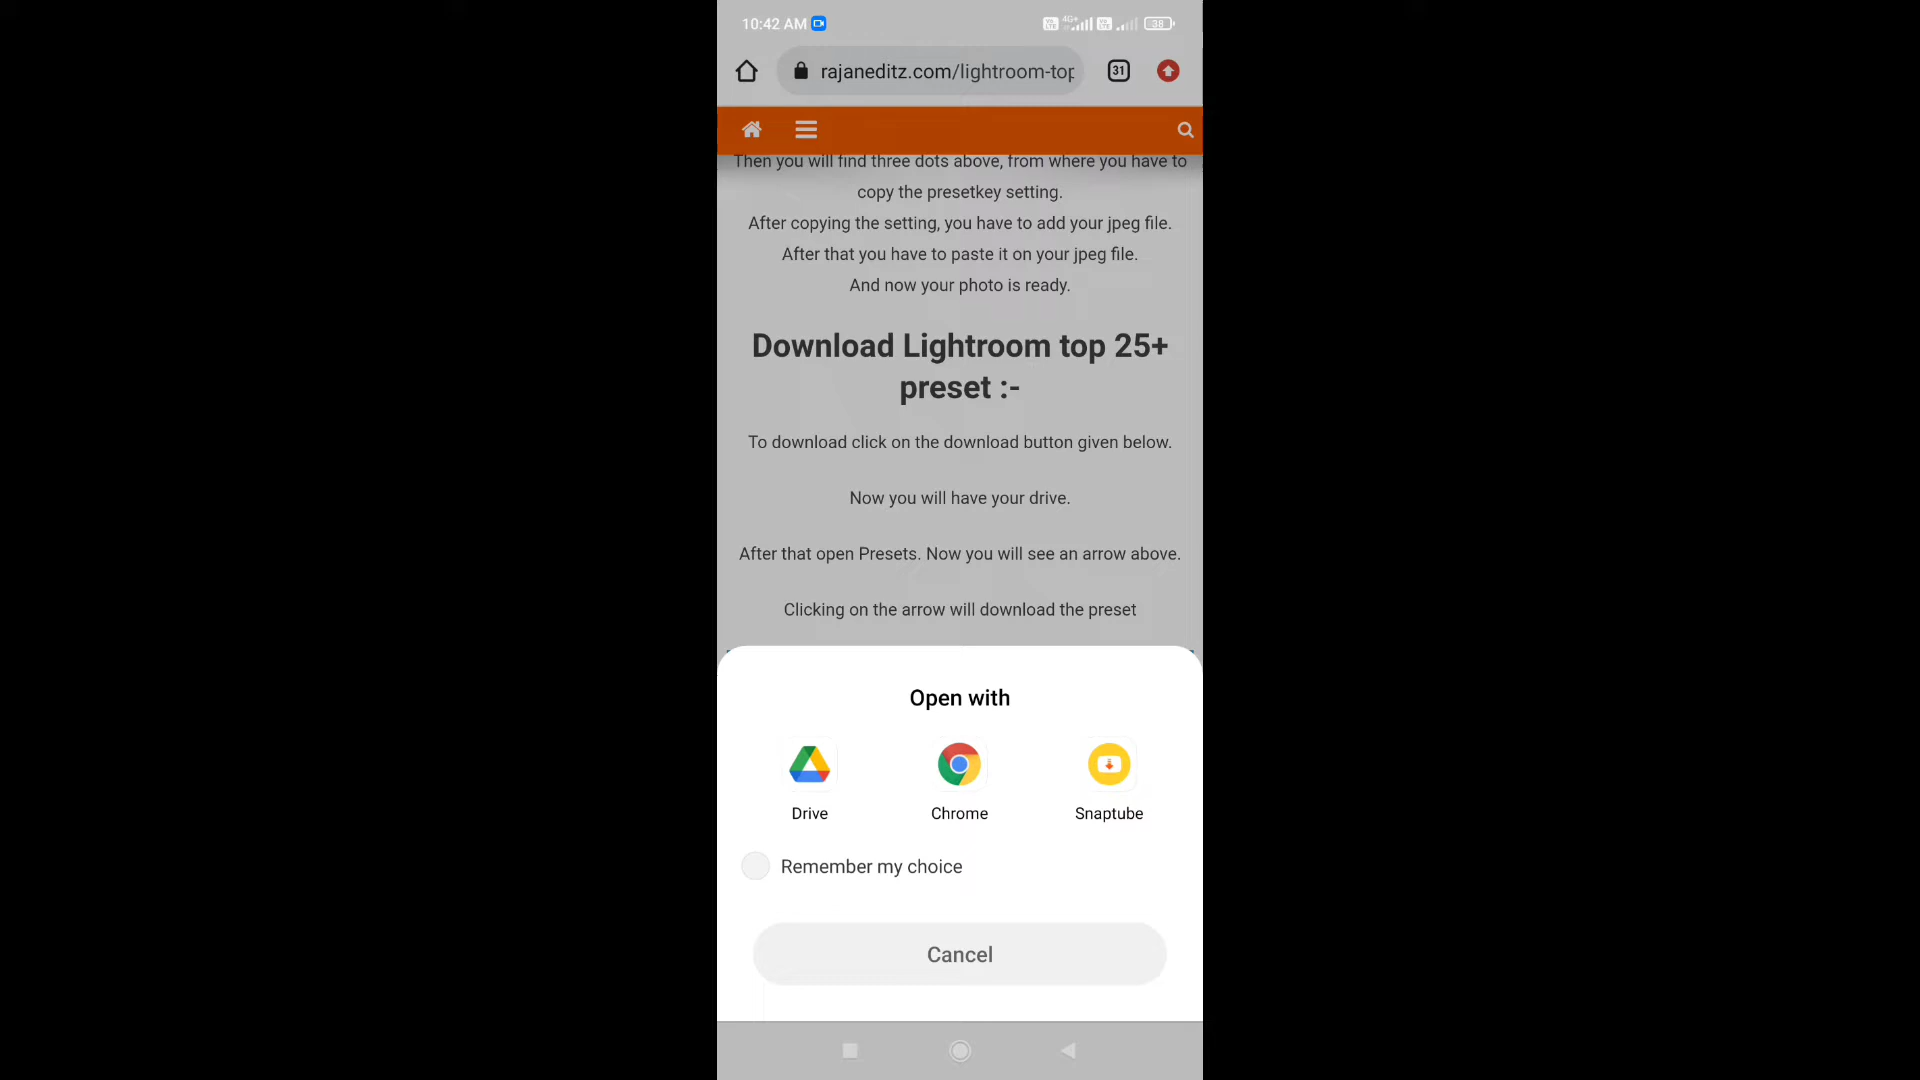 10:42 AM
4G+
38
rajaneditz.com/lightroom-top
31
Then you will find three dots above, from where you have to
copy the presetkey setting.
After copying the setting, you have to add your jpeg file.
After that you have to paste it on your jpeg file.
And now your photo is ready.
Download Lightroom top 25+
preset :-
To download click on the download button given below.
Now you will have your drive.
After that open Presets. Now you will see an arrow above.
Clicking on the arrow will download the preset
Open with
Drive
Chrome
Snaptube
Remember my choice
Cancel